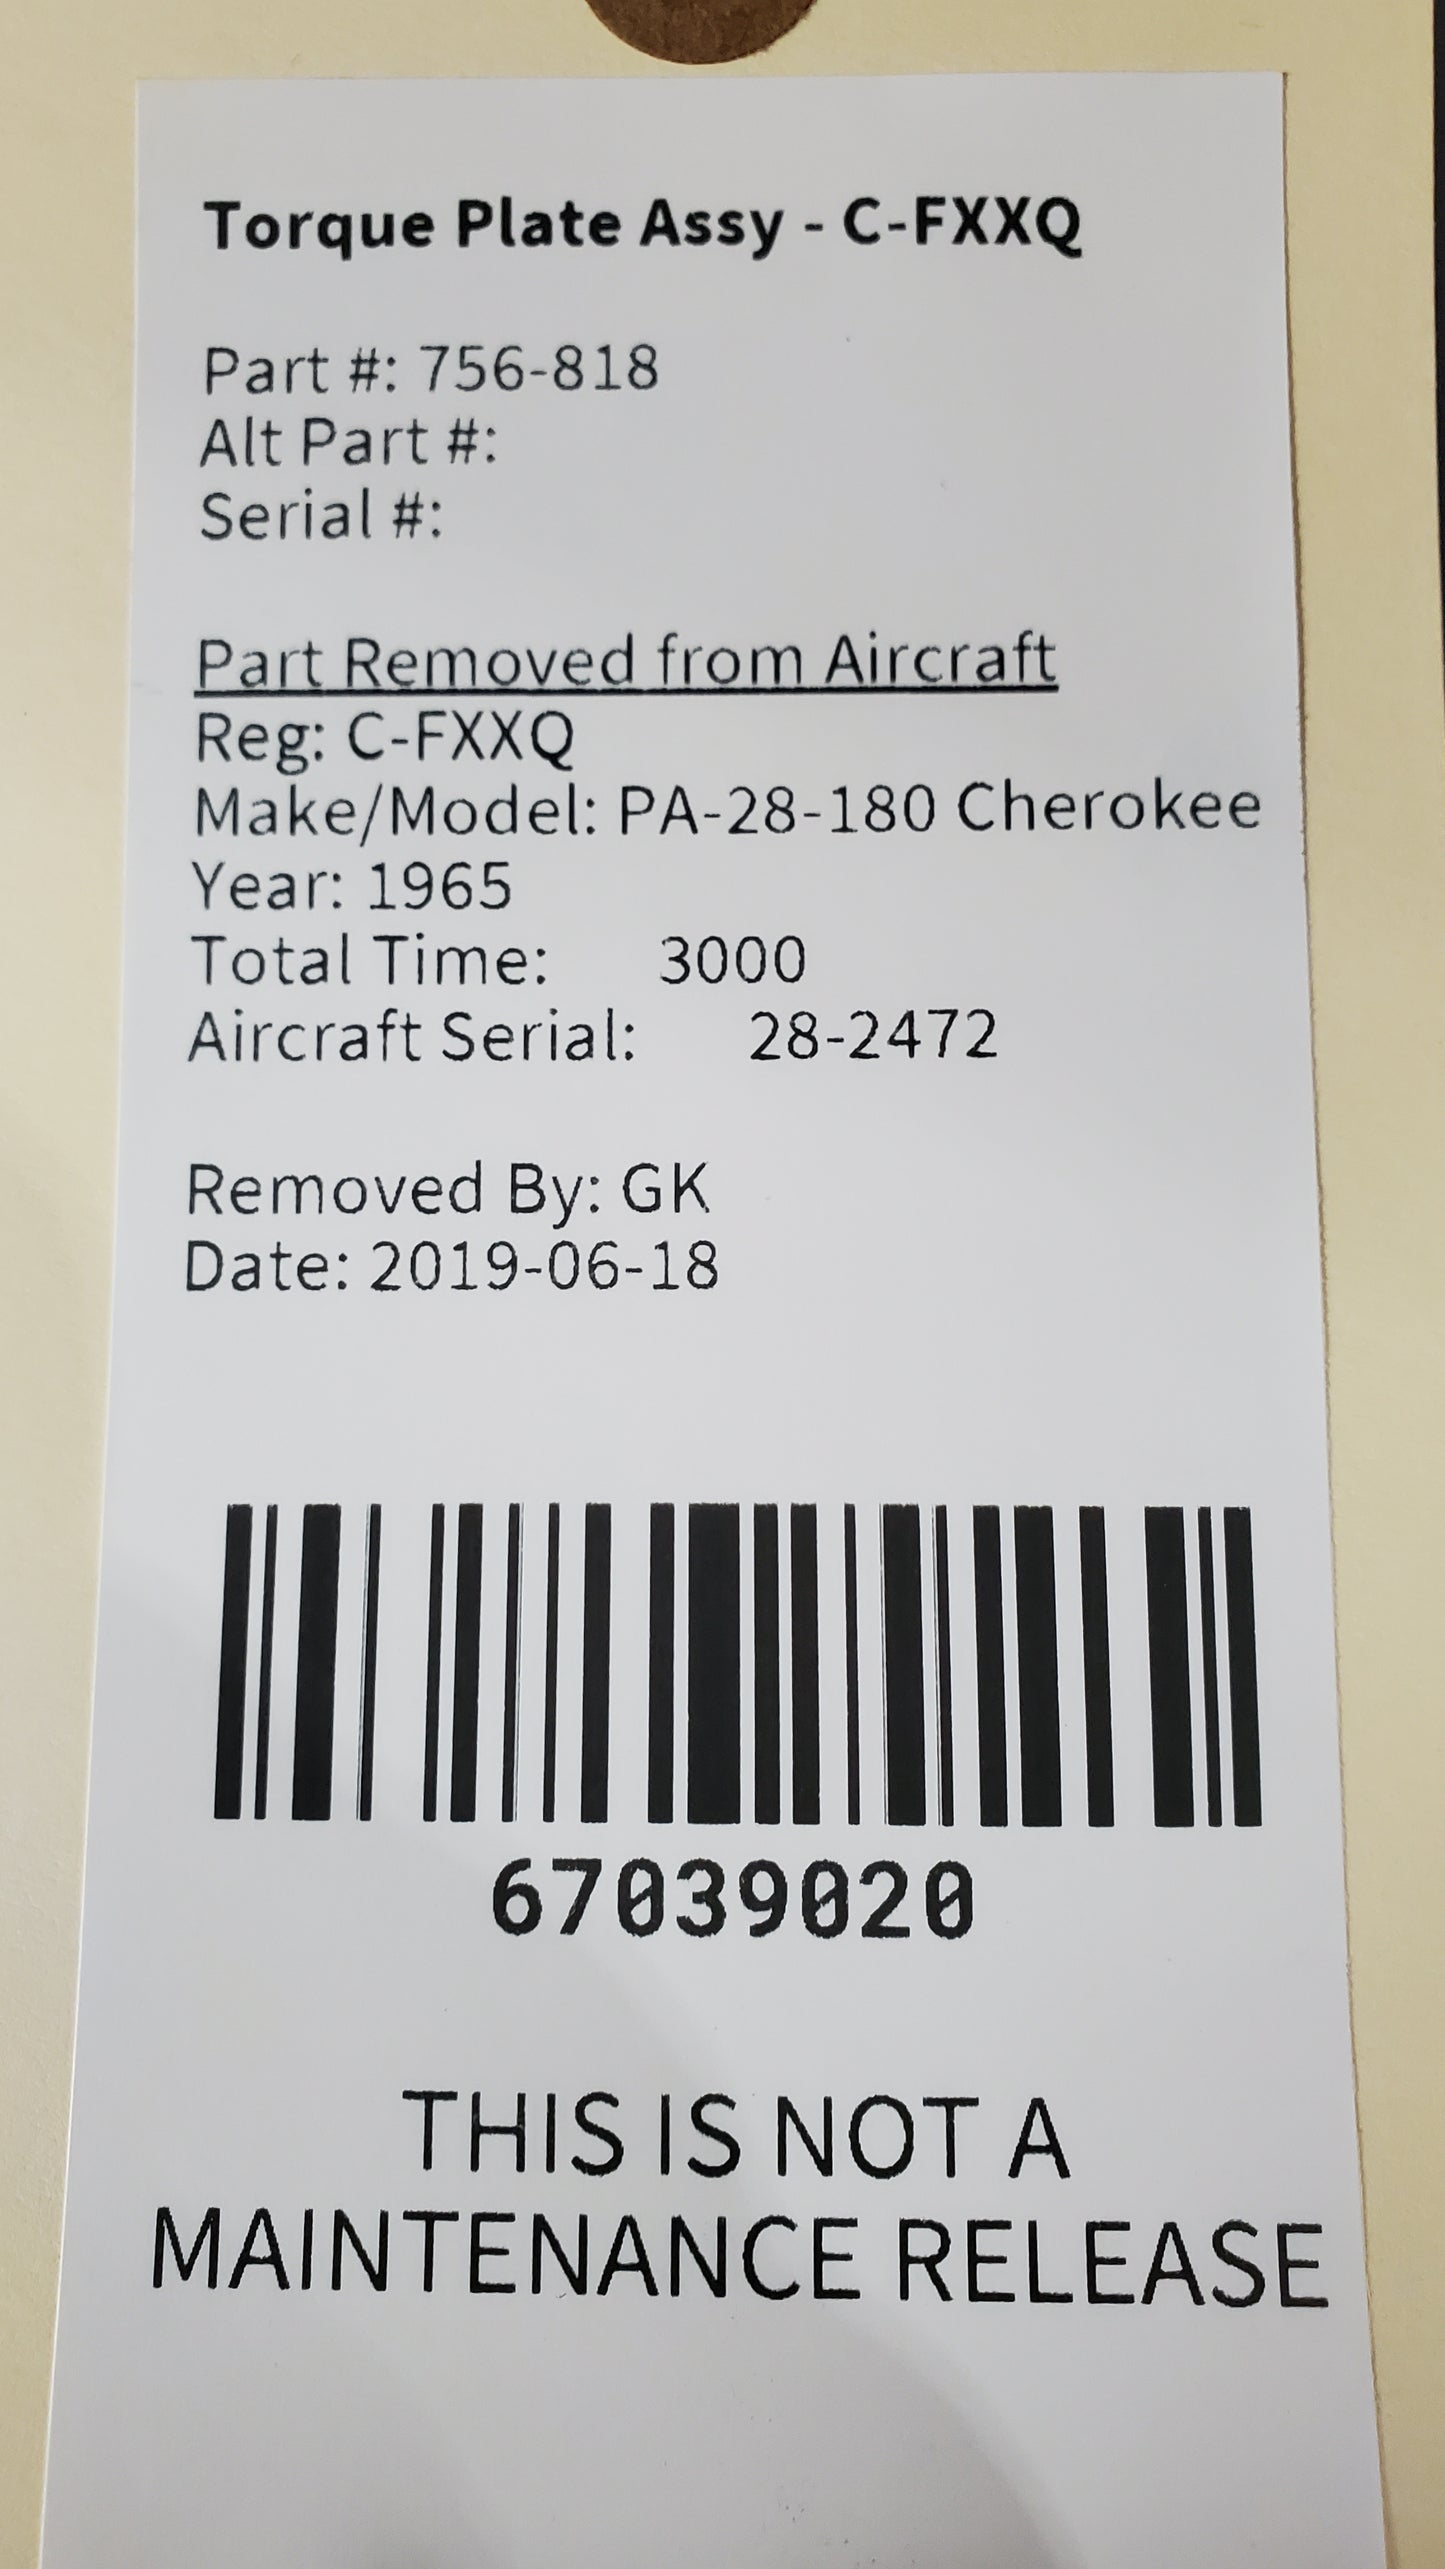 Torque Plate Assy - C-FXXQ
Part #: 756-818
Alt Part #:
Serial #:
Part Removed from Aircraft
Reg: C-FXXQ
Make/Model: PA-28-180 Cherokee
Year: 1965
Total Time: 3000
Aircraft Serial: 28-2472
Removed By: GK
Date: 2019-06-18
67039020
THIS IS NOT A
MAINTENANCE RELEASE